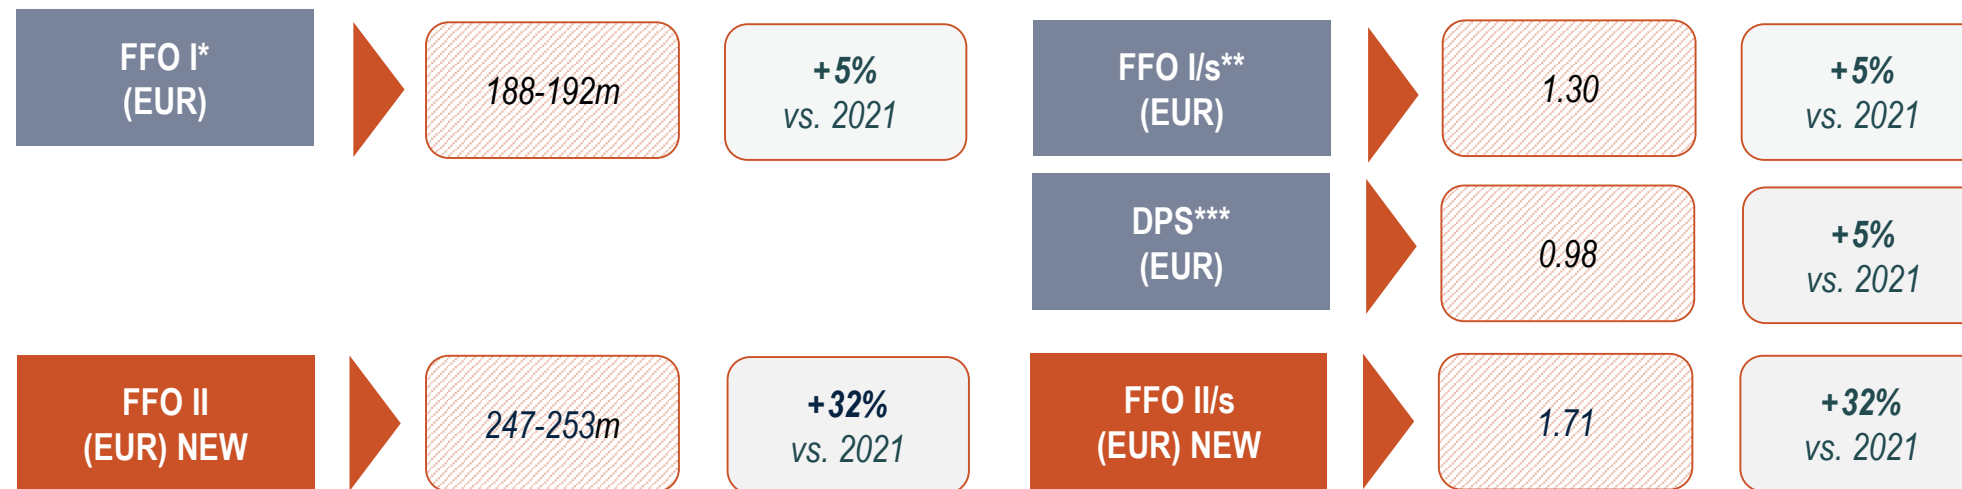 FFO I*
(EUR)
188-192m
+5%
vs. 2021
FFO I/s**
(EUR)
1.30
+5%
vs. 2021
DPS***
(EUR)
0.98
+5%
vs. 2021
FFO II
(EUR) NEW
247-253m
+32%
vs. 2021
FFO II/s
(EUR) NEW
1.71
+32%
vs. 2021